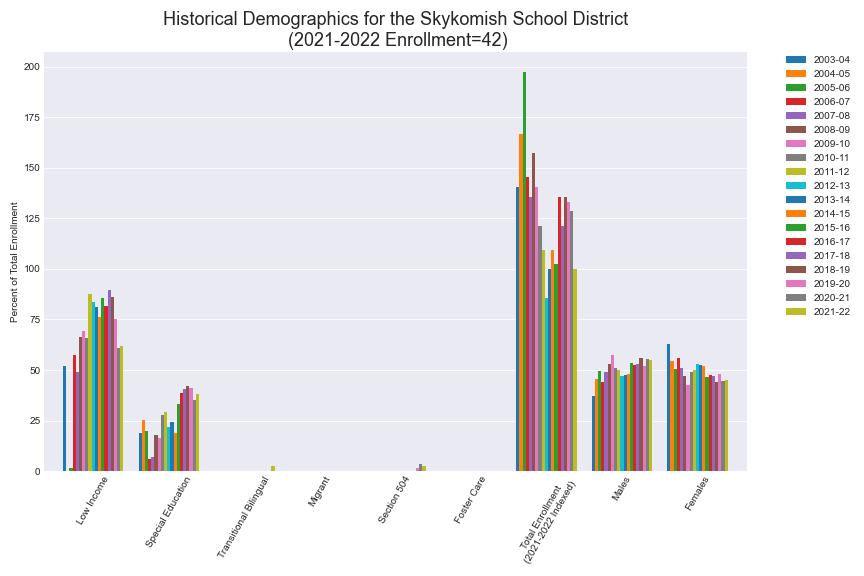 Historical Demographics for the Skykomish School District
(2021-2022 Enrollment=42)
Percent of Total Enrollment
200
175
150
125
100
75
50
25
0
Low Income
Special Education
Transitional Bilingual
Migrant
Section 504
Foster Care
Total Enrollment
(2021-2022 Indexed)
Males
Females
2003-04
2004-05
2005-06
2006-07
2007-08
2008-09
2009-10
2010-11
2011-12
2012-13
2013-14
2014-15
2015-16
2016-17
2017-18
2018-19
2019-20
2020-21
2021-22